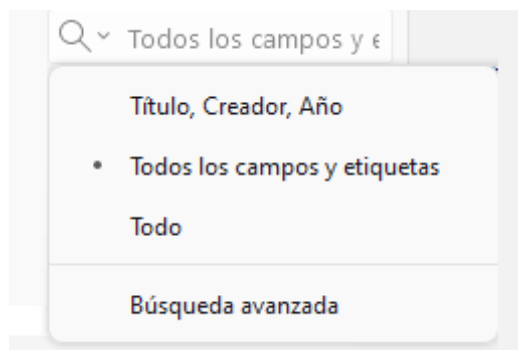 Todos los campos y e
Título, Creador, Año
Todos los campos y etiquetas
Todo
Búsqueda avanzada